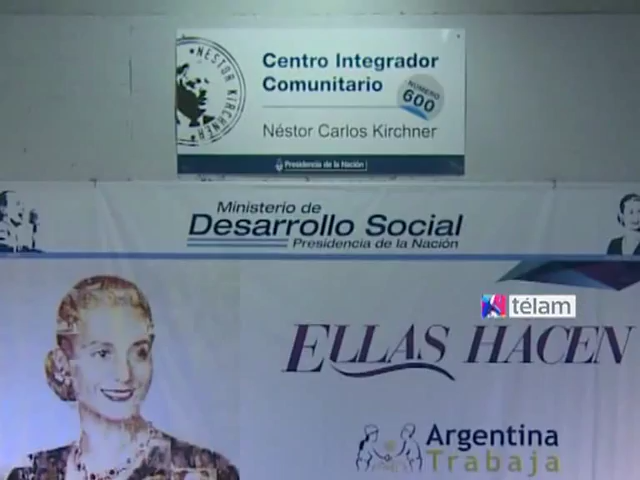 NESTOR KIRCHNER
Centro Integrador
Comunitario
NUMERO
600
Néstor Carlos Kirchner
Presidencia de la Nación
Ministerio de
Desarrollo Social
Presidencia de la Nación
télam
ELLAS HACEN
Argentina
Trabaja